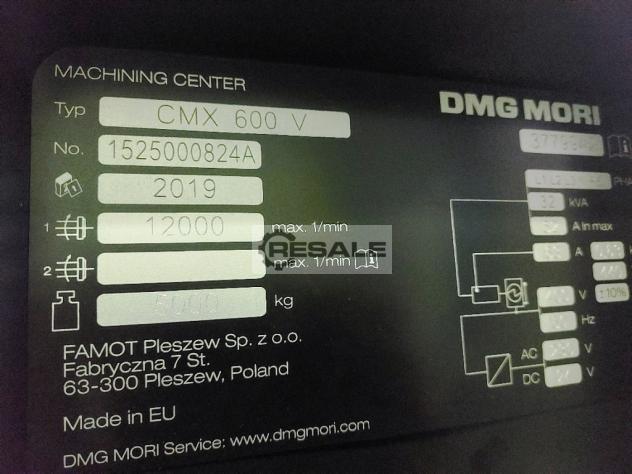 MACHINING CENTER
DMG MORI
Typ CMX 600 V
No. 1525000824A
2019
1 12000 max. 1/min
2 max. 1/min
kg
32 kVA
A in max
A
V ±10%
Hz
AC V
DC V
RESALE
FAMOT Pleszew Sp. z o.o.
Fabryczna 7 St.
63-300 Pleszew, Poland
Made in EU
DMG MORI Service: www.dmgmori.com